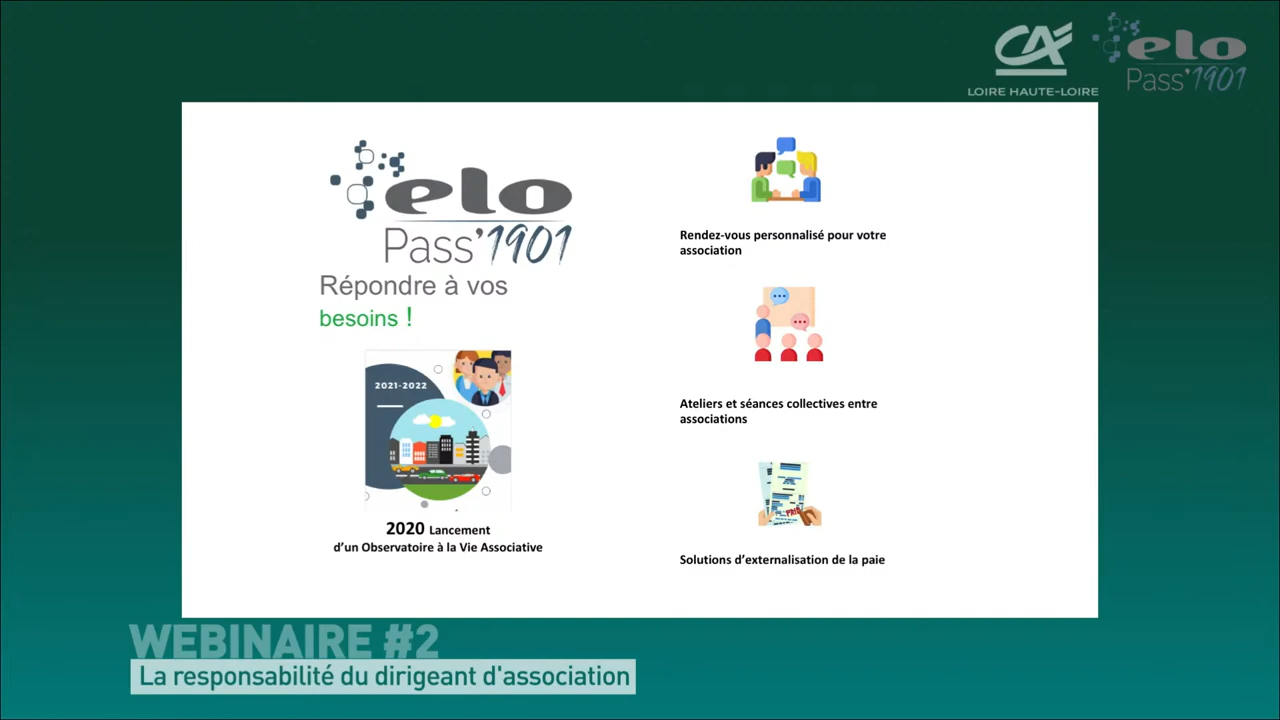 CA
LOIRE HAUTE-LOIRE
elo
Pass'1901
elo
Pass'1901
Répondre à vos
besoins !
2021-2022
2020 Lancement
d'un Observatoire à la Vie Associative
Rendez-vous personnalisé pour votre
association
Ateliers et séances collectives entre
associations
PAID
Solutions d'externalisation de la paie
WEBINAIRE #2
La responsabilité du dirigeant d'association